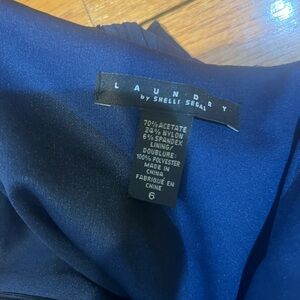 LAUNDRY
BY SHELLI SEGAL
70% ACETATE
24% NYLON
6% SPANDEX
LINING/
DOUBLURE:
100% POLYESTER
MADE IN
CHINA
FABRIQUÉ EN
CHINE
6